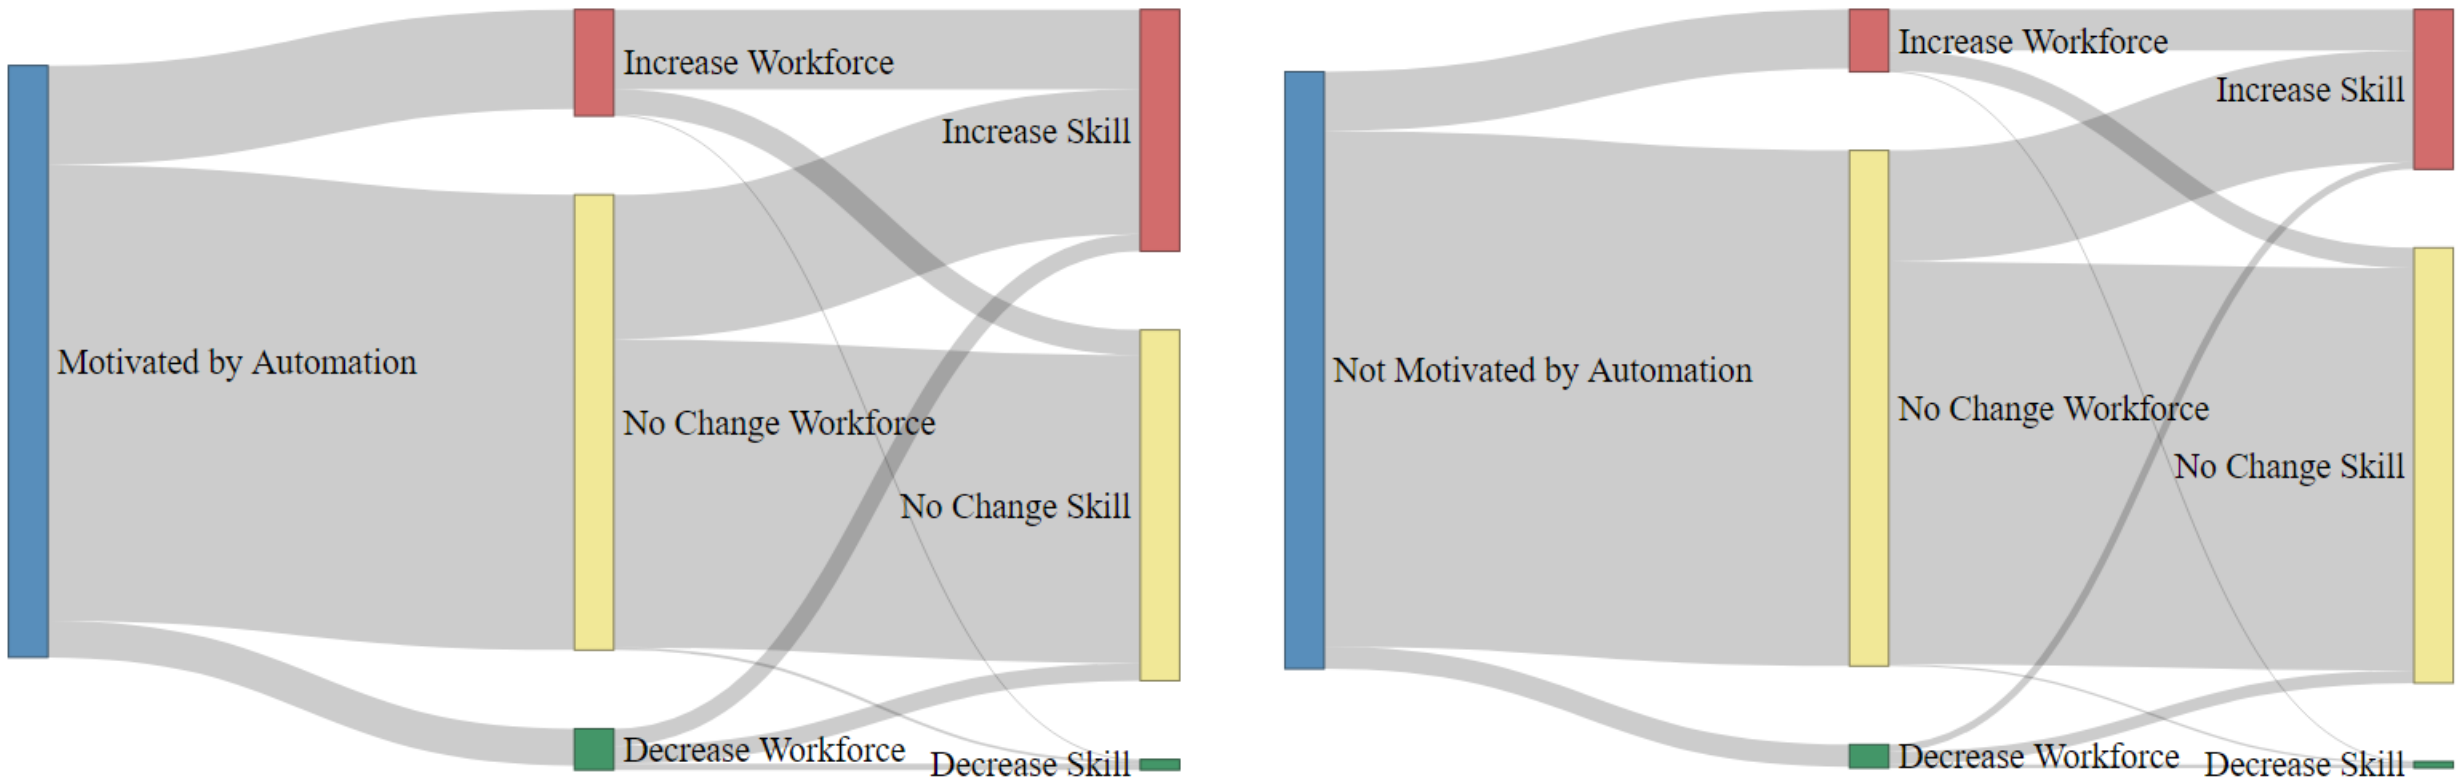 Increase Workforce
Increase Skill
Motivated by Automation
No Change Workforce
No Change Skill
Decrease Workforce
Decrease Skill
Increase Workforce
Increase Skill
Not Motivated by Automation
No Change Workforce
No Change Skill
Decrease Workforce
Decrease Skill